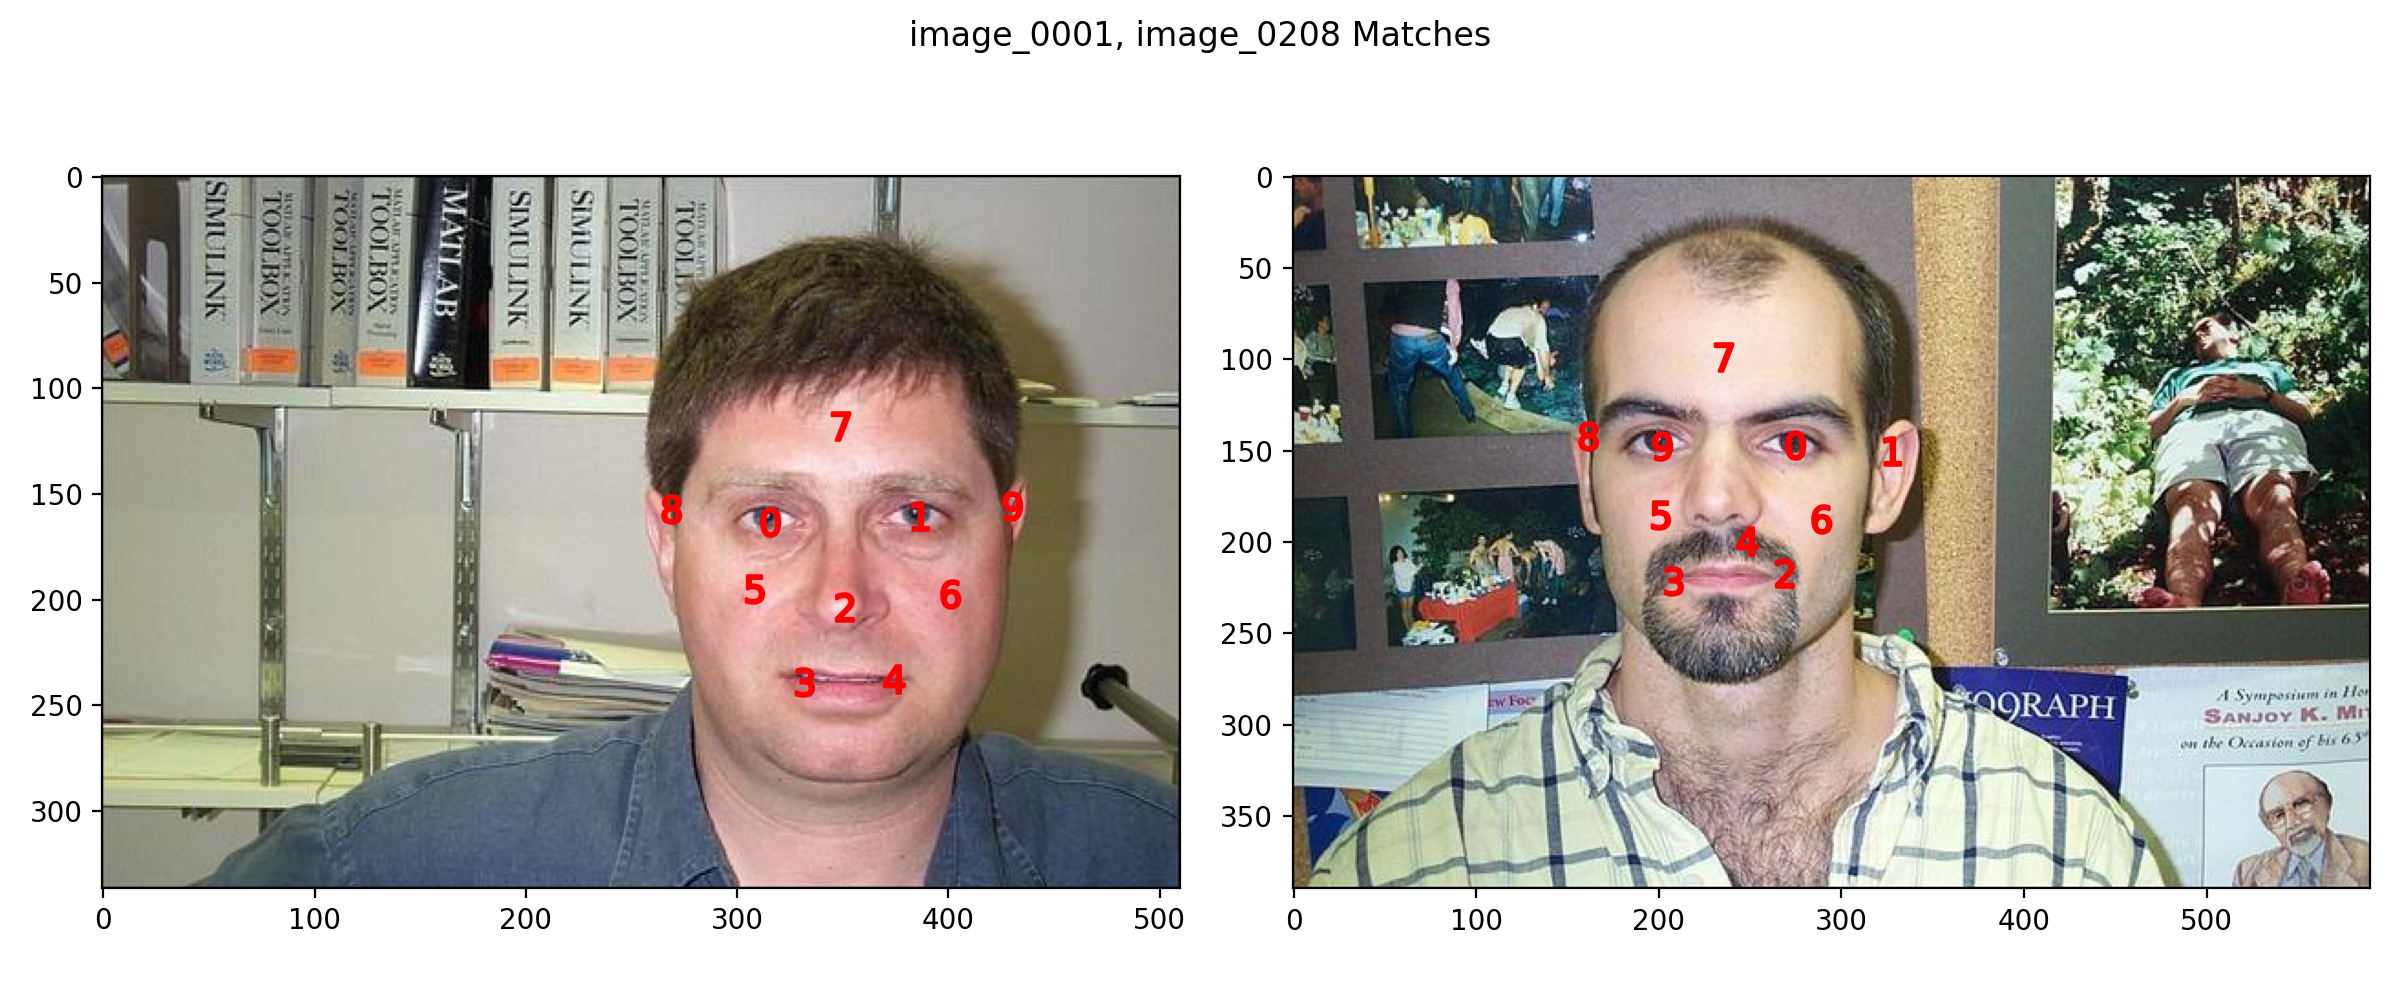 image_0001, image_0208 Matches
SIMULINK
TOOLBOX
TOOLBOX
TOOLBOX
MATLAB
SIMULINK
SIMULINK
TOOLBOX
0
50
100
150
200
250
300
0 100 200 300 400 500
7
8 0 1 9
5 2 6
3 4
0
50
100
150
200
250
300
350
0 100 200 300 400 500
7
8 9 0 1
5 6
4
3 2
RAPH
A Symposium in
SANJOY K.
on the Occasion of his 65